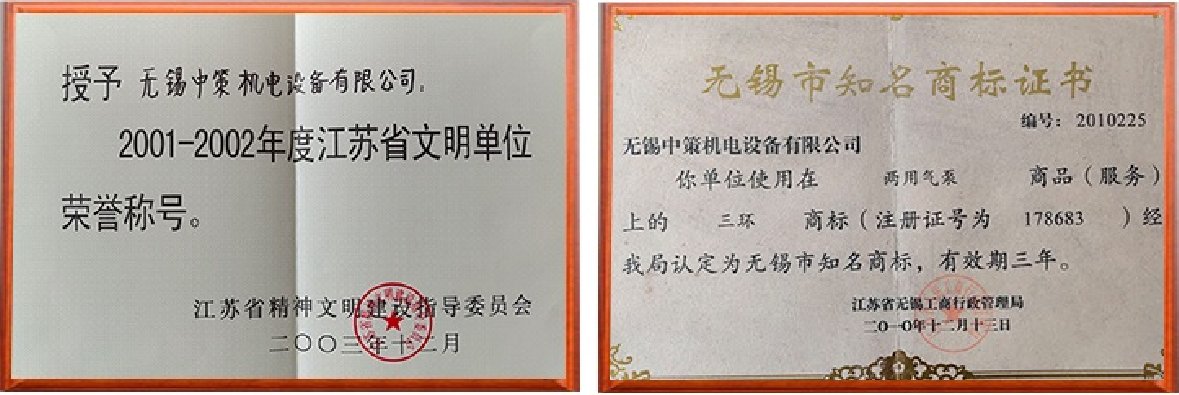 授予 无锡中策机电设备有限公司
2001-2002年度江苏省文明单位
荣誉称号。
江苏省精神文明建设指导委员会
二〇〇三年十二月
无锡市知名商标证书
编号: 2010225
无锡中策机电设备有限公司
你单位使用在 两用气泵 商品(服务)
上的 三环 商标(注册证号为 178683 )经
我局认定为无锡市知名商标,有效期三年。
江苏省无锡工商行政管理局
二〇一〇年十二月十三日